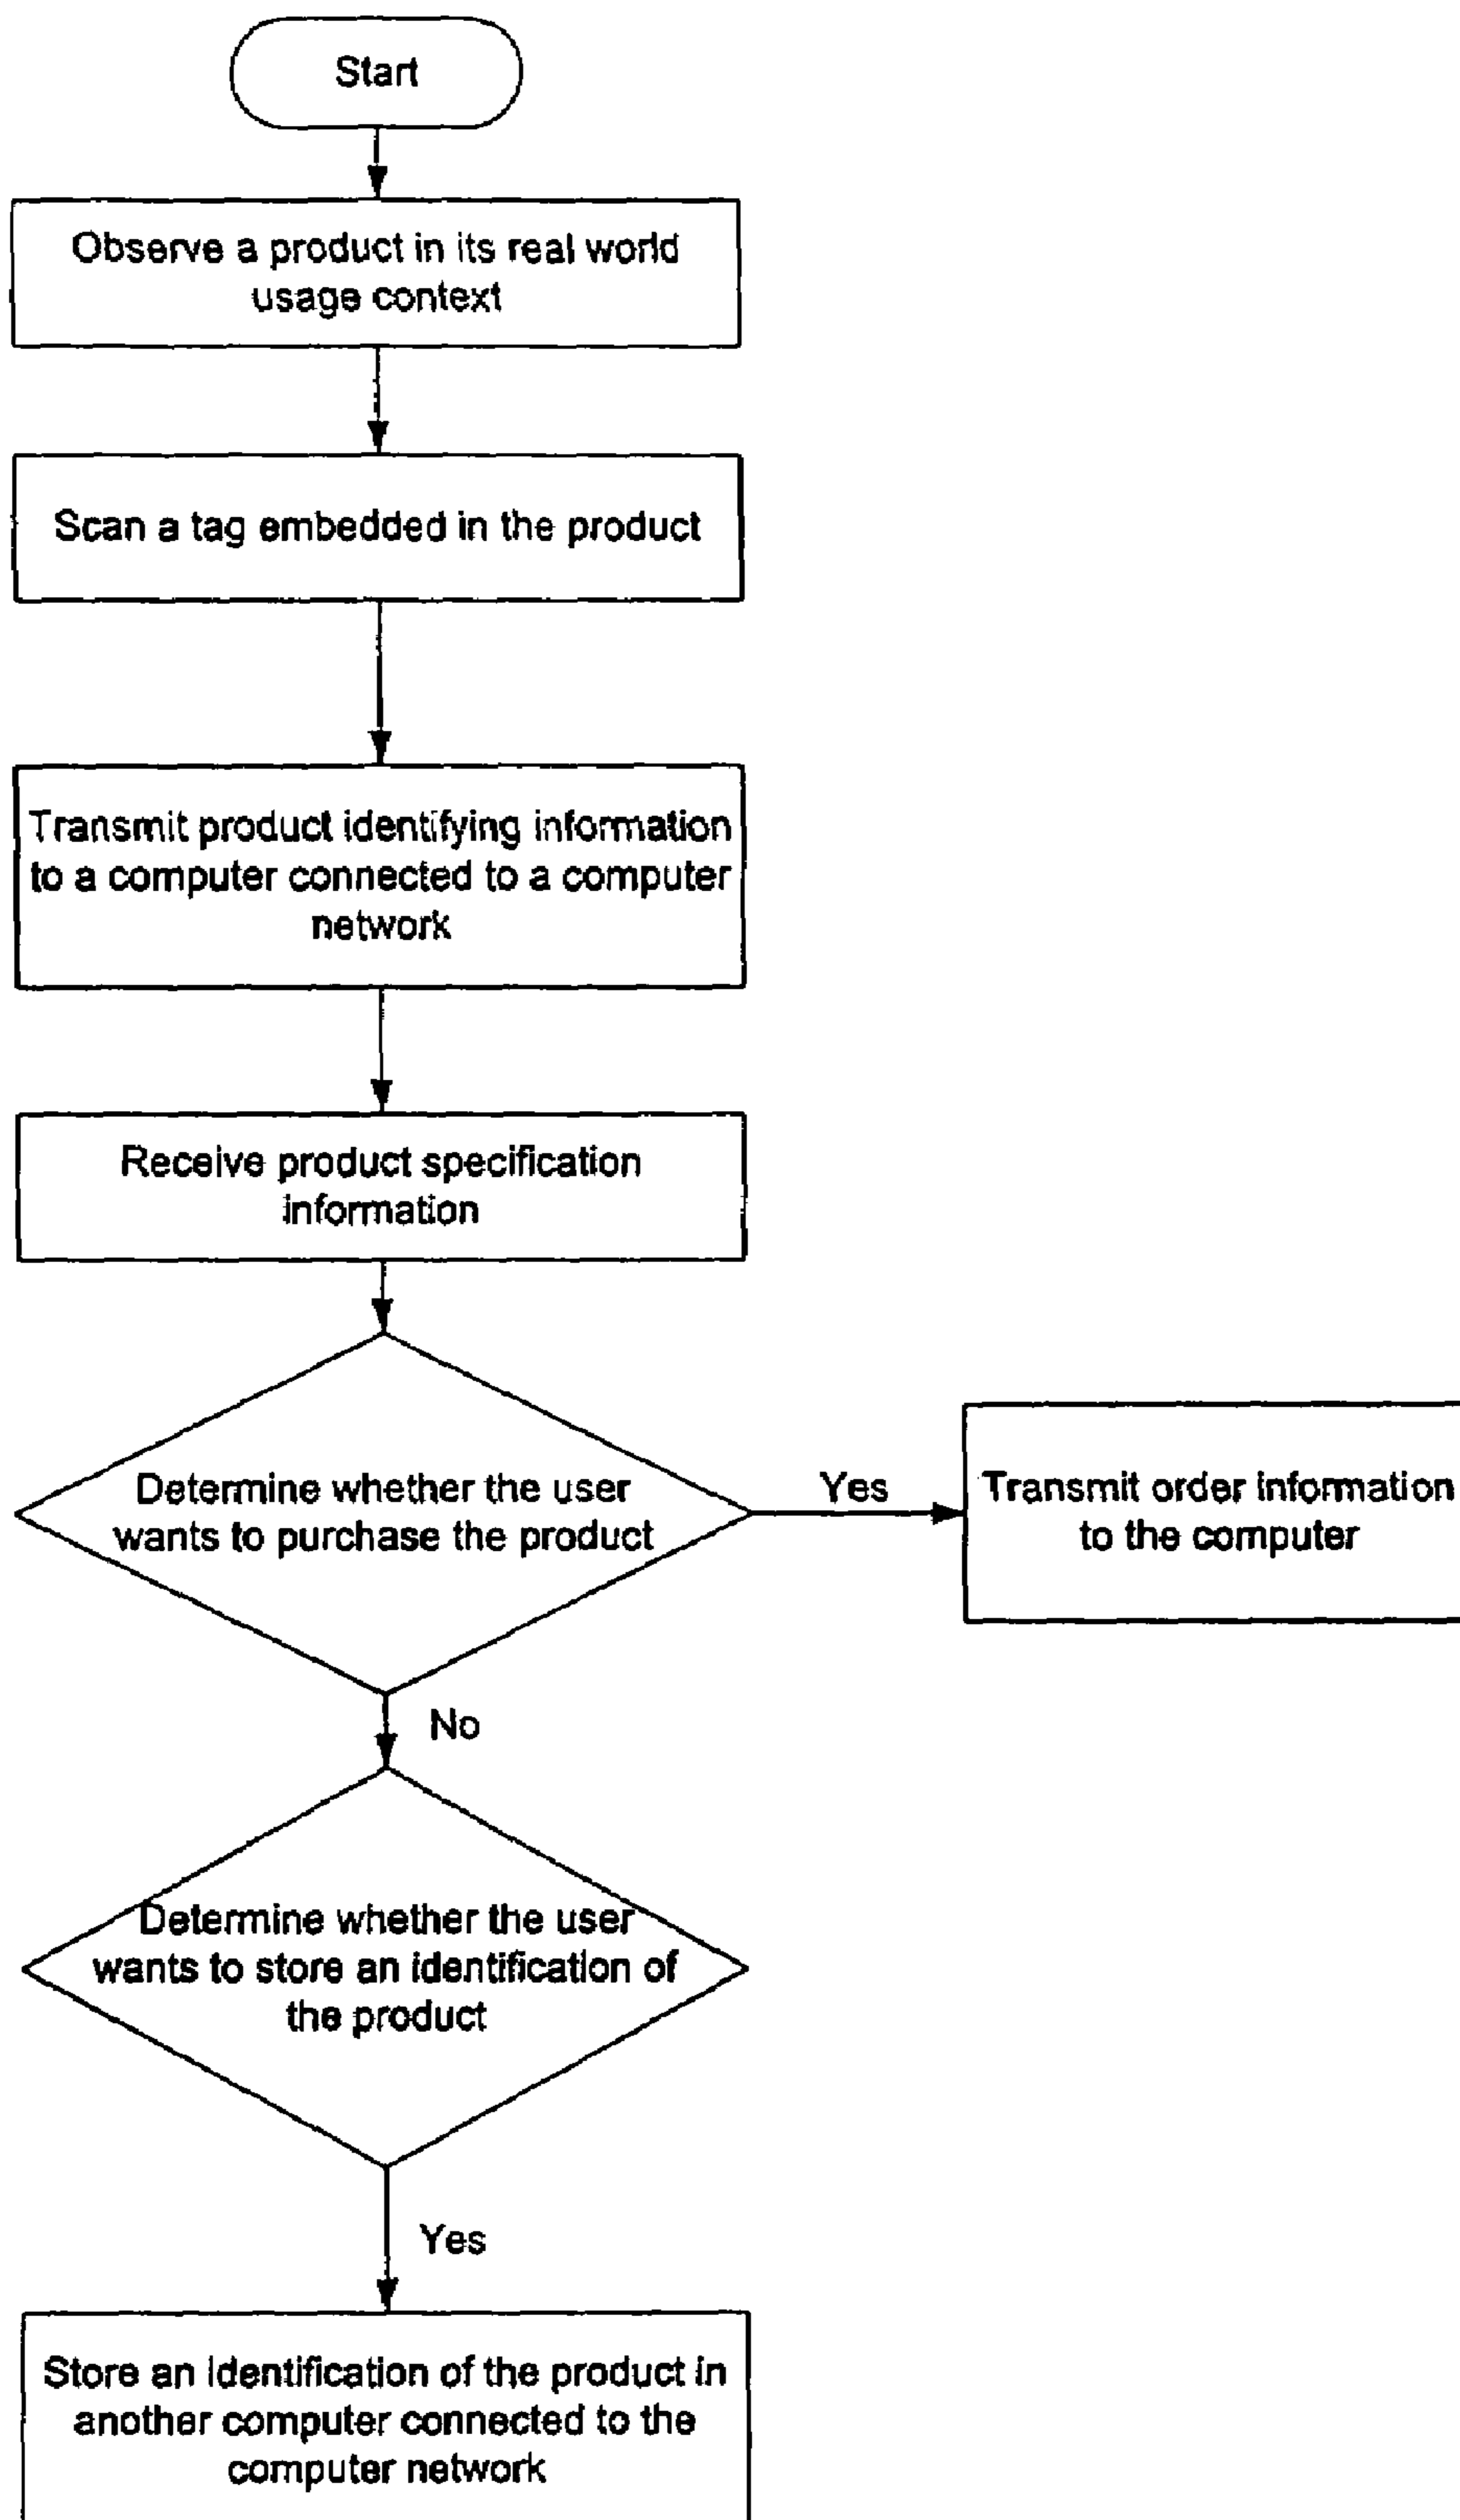 Start
Observe a product in its real world
usage context
Scan a tag embedded in the product
Transmit product identifying information
to a computer connected to a computer
network
Receive product specification
information
Determine whether the user
wants to purchase the product
Yes
Transmit order information
to the computer
No
Determine whether the user
wants to store an identification of
the product
Yes
Store an identification of the product in
another computer connected to the
computer network